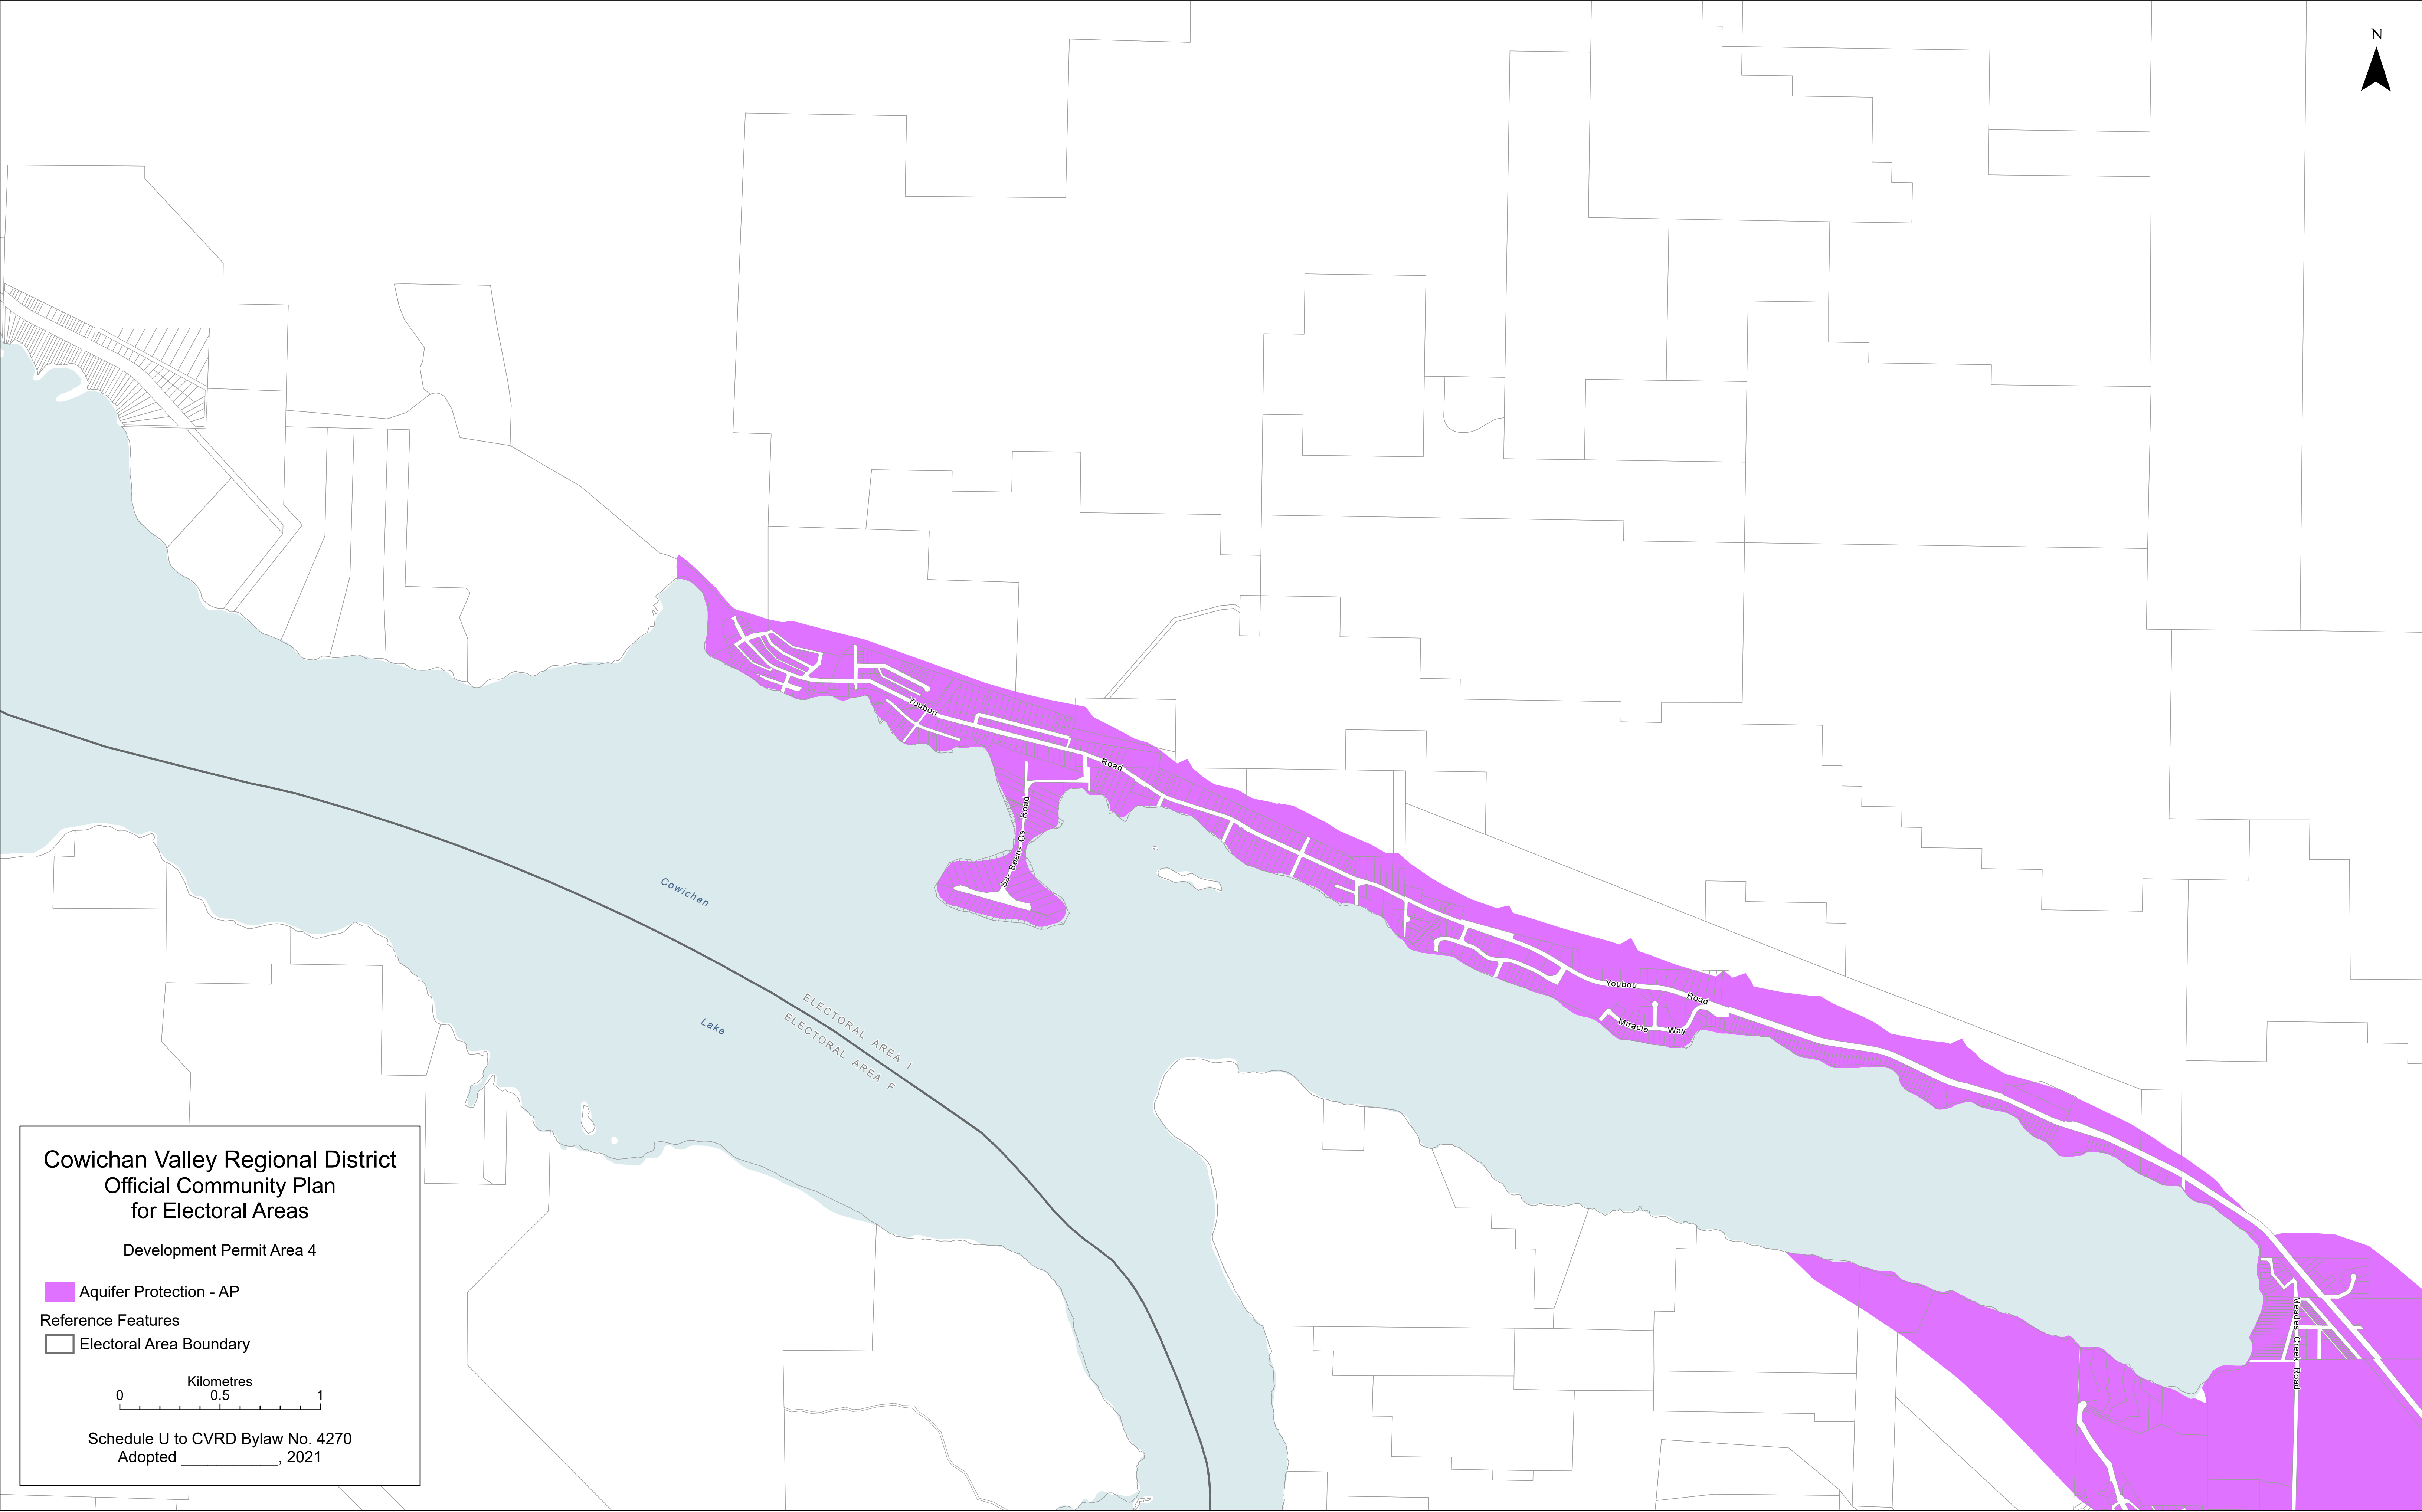 N
Youbou
Road
Sa-Seen-Os Road
Cowichan
Lake
ELECTORAL AREA I
ELECTORAL AREA F
Youbou
Road
Miracle Way
Meades Creek Road
Cowichan Valley Regional District
Official Community Plan
for Electoral Areas
Development Permit Area 4
Aquifer Protection - AP
Reference Features
Electoral Area Boundary
Kilometres
0 0.5 1
Schedule U to CVRD Bylaw No. 4270
Adopted ___________, 2021